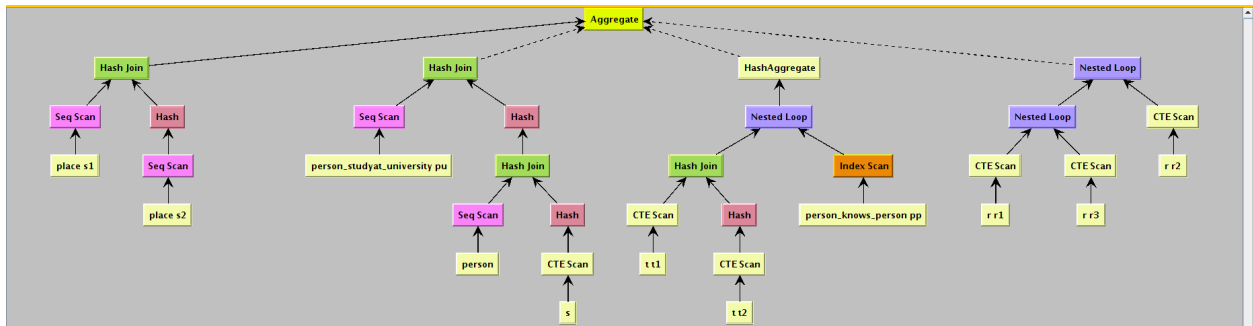 Aggregate
Hash Join Hash Join HashAggregate Nested Loop
Seq Scan Hash Seq Scan Hash Nested Loop Nested Loop CTE Scan
place s1 Seq Scan person_studyat_university pu Hash Join Hash Join Index Scan CTE Scan CTE Scan r r2
place s2 Seq Scan Hash CTE Scan Hash person_knows_person pp r r1 r r3
person CTE Scan t t1 CTE Scan
s t t2